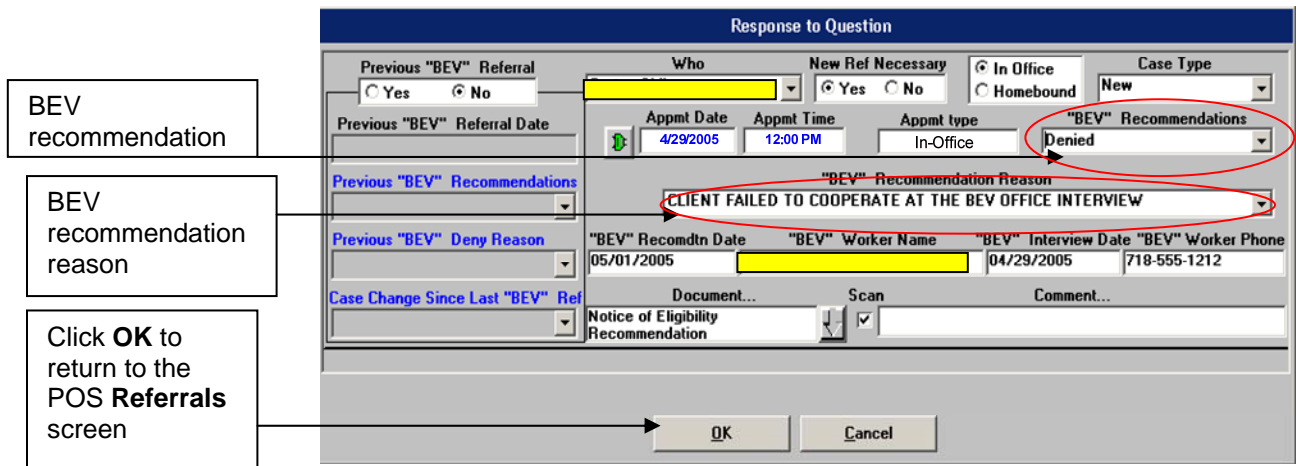 Response to Question
Previous "BEV" Referral
Who
New Ref Necessary
Case Type
Yes No
Yes No
In Office
Homebound
New
BEV
recommendation
Previous "BEV" Referral Date
Appmt Date
Appmt Time
Appmt type
"BEV" Recommendations
4/29/2005
12:00 PM
In-Office
Denied
BEV
recommendation
reason
Previous "BEV" Recommendations
"BEV" Recommendation Reason
CLIENT FAILED TO COOPERATE AT THE BEV OFFICE INTERVIEW
Previous "BEV" Deny Reason
"BEV" Recomdtn Date
"BEV" Worker Name
"BEV" Interview Date
"BEV" Worker Phone
05/01/2005
04/29/2005
718-555-1212
Case Change Since Last "BEV" Ref
Document...
Scan
Comment...
Notice of Eligibility
Recommendation
Click OK to
return to the
POS Referrals
screen
OK
Cancel